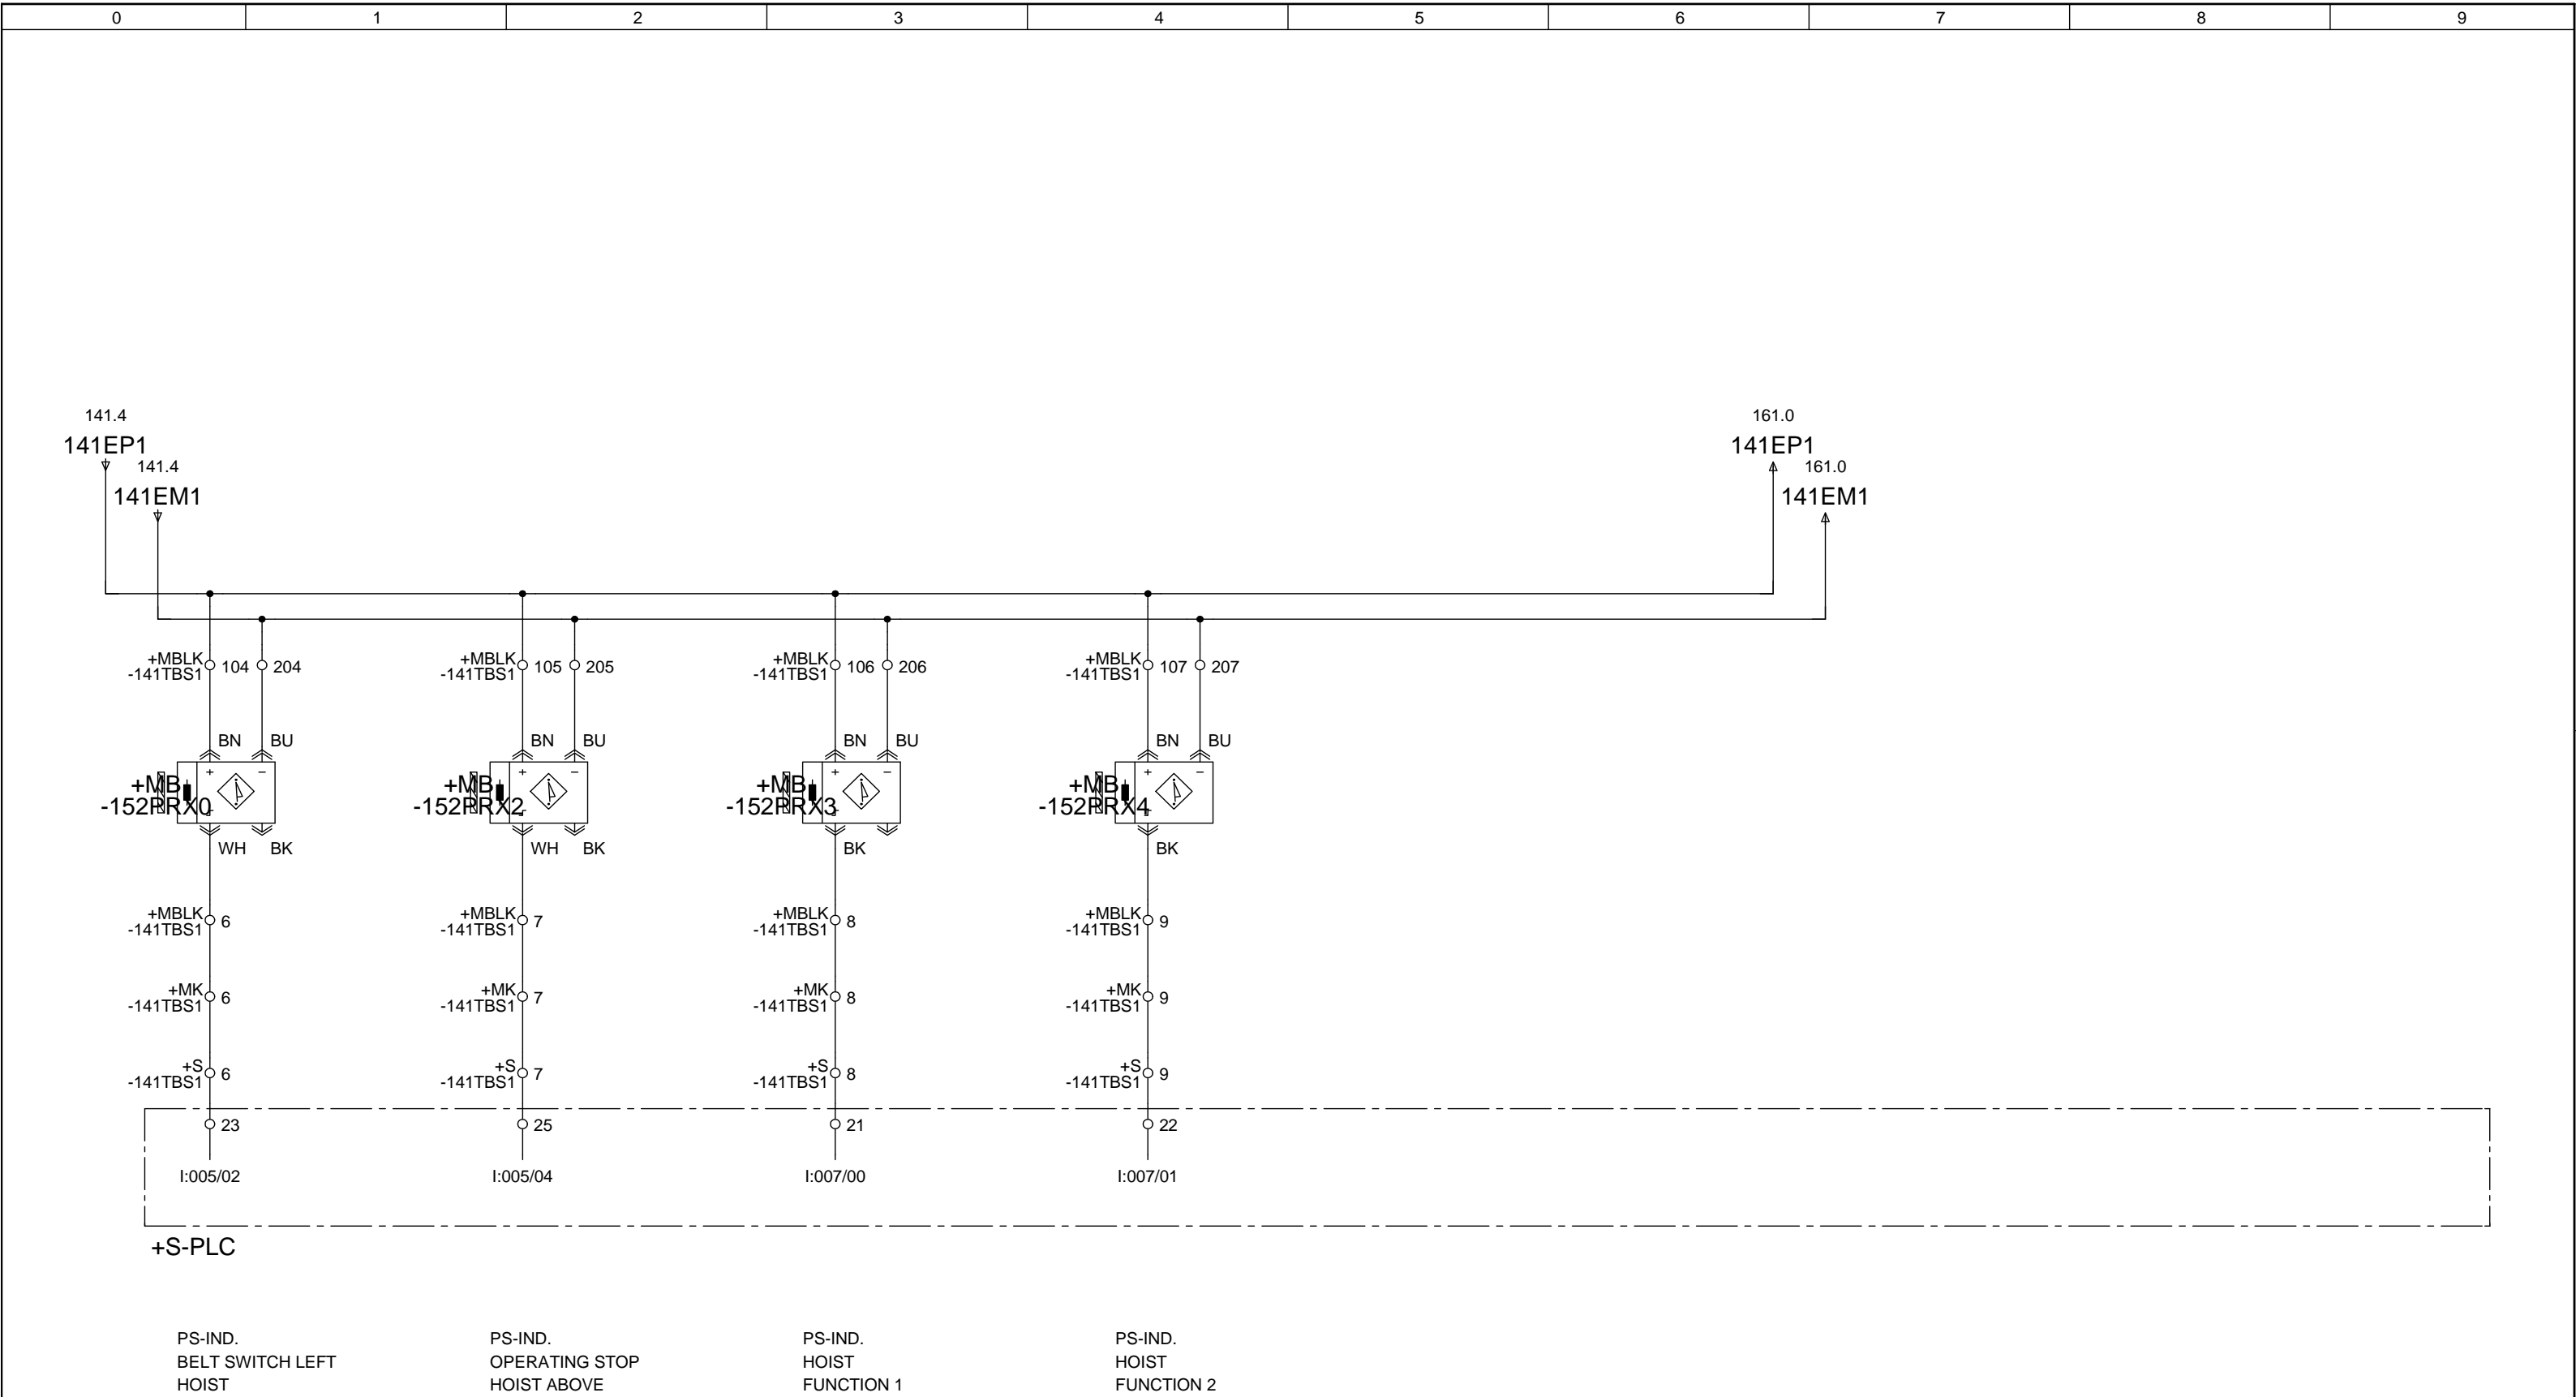 0 1 2 3 4 5 6 7 8 9
141.4 161.0
141EP1 141EP1
141.4 161.0
141EM1 141EM1
+MBLK 104 204 +MBLK 105 205 +MBLK 106 206 +MBLK 107 207
-141TBS1 -141TBS1 -141TBS1 -141TBS1
BN BU BN BU BN BU BN BU
+ − + − + − + −
+MB +MB +MB +MB
-152PRX0 -152PRX2 -152PRX3 -152PRX4
WH BK WH BK BK BK
+MBLK 6 +MBLK 7 +MBLK 8 +MBLK 9
-141TBS1 -141TBS1 -141TBS1 -141TBS1
+MK 6 +MK 7 +MK 8 +MK 9
-141TBS1 -141TBS1 -141TBS1 -141TBS1
+S 6 +S 7 +S 8 +S 9
-141TBS1 -141TBS1 -141TBS1 -141TBS1
23 25 21 22
I:005/02 I:005/04 I:007/00 I:007/01
+S-PLC
PS-IND. PS-IND. PS-IND. PS-IND.
BELT SWITCH LEFT OPERATING STOP HOIST HOIST
HOIST HOIST ABOVE FUNCTION 1 FUNCTION 2